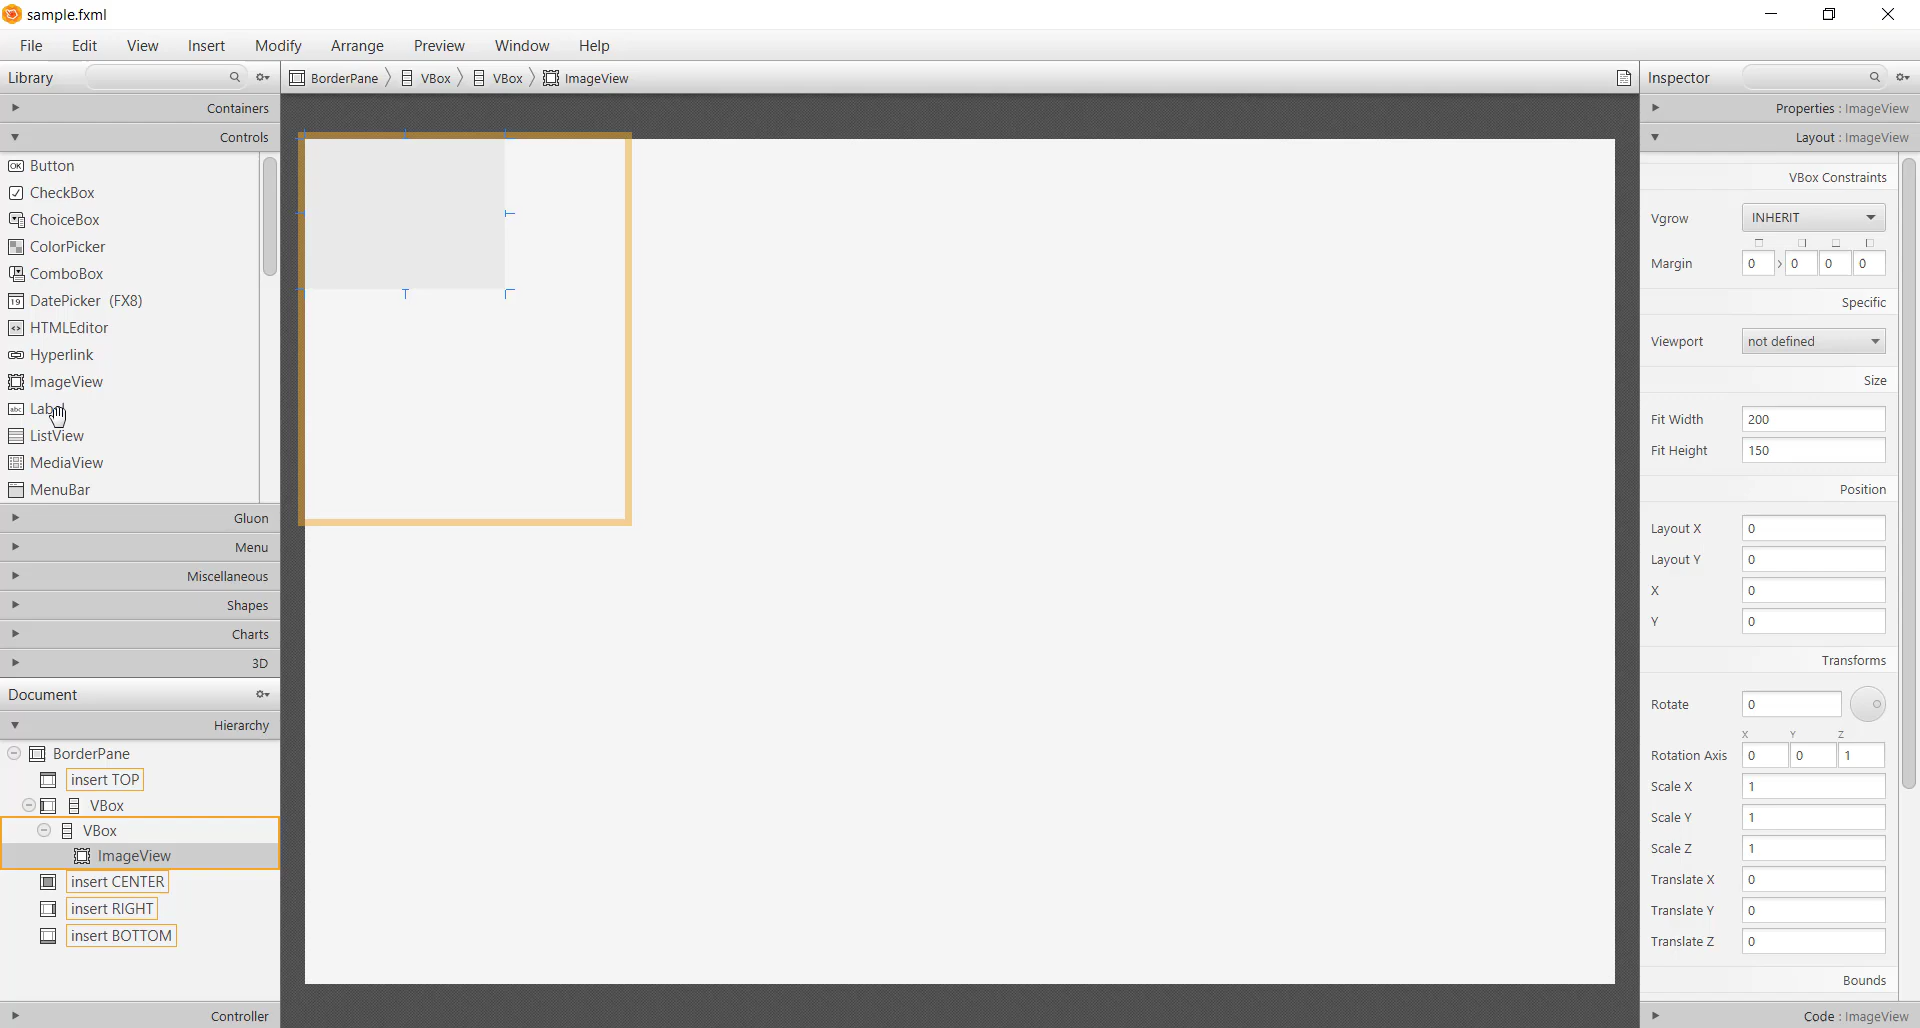 sample.fxml
File Edit View Insert Modify Arrange Preview Window Help
Library
BorderPane VBox VBox ImageView
Inspector
Containers
Controls
Button
CheckBox
ChoiceBox
ColorPicker
ComboBox
DatePicker (FX8)
HTMLEditor
Hyperlink
ImageView
Label
ListView
MediaView
MenuBar
Gluon
Menu
Miscellaneous
Shapes
Charts
3D
Document
Hierarchy
BorderPane
insert TOP
VBox
VBox
ImageView
insert CENTER
insert RIGHT
insert BOTTOM
Controller
Properties : ImageView
Layout : ImageView
VBox Constraints
Vgrow INHERIT
Margin 0 > 0 0 0
Specific
Viewport not defined
Size
Fit Width 200
Fit Height 150
Position
Layout X 0
Layout Y 0
X 0
Y 0
Transforms
Rotate 0
X Y Z
Rotation Axis 0 0 1
Scale X 1
Scale Y 1
Scale Z 1
Translate X 0
Translate Y 0
Translate Z 0
Bounds
Code : ImageView